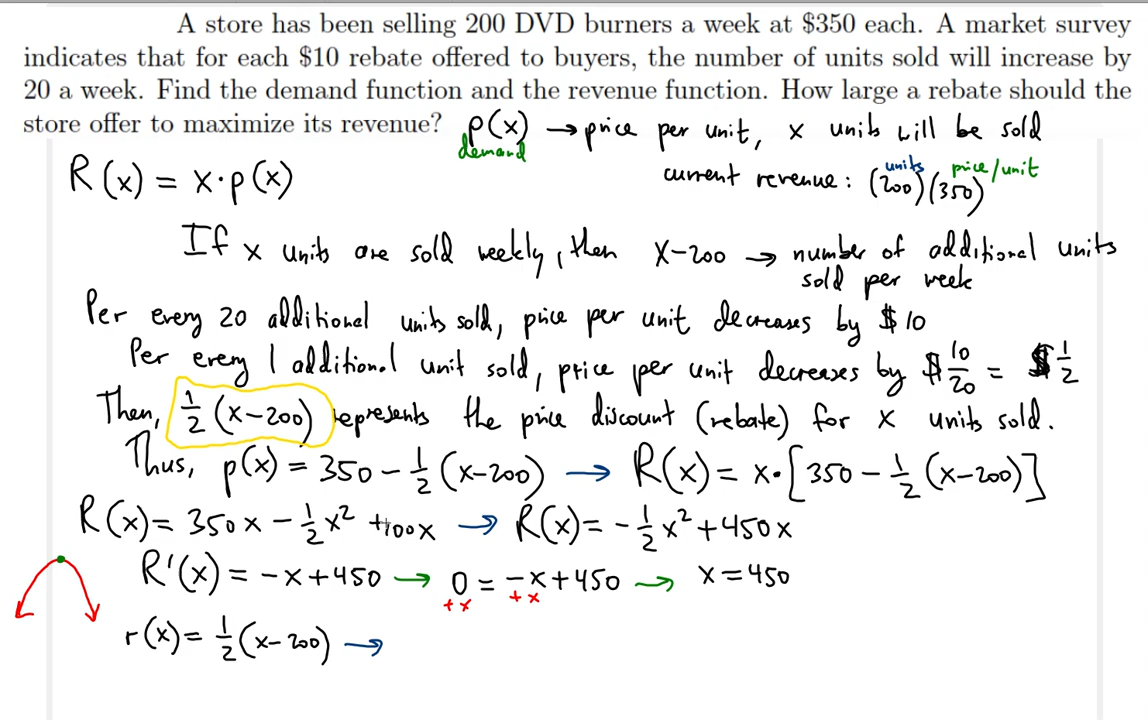 A store has been selling 200 DVD burners a week at $350 each. A market survey
indicates that for each $10 rebate offered to buyers, the number of units sold will increase by
20 a week. Find the demand function and the revenue function. How large a rebate should the
store offer to maximize its revenue?
p(x) → price per unit, x units will be sold
demand
R(x) = x·p(x)
current revenue: (200)(350)
units price/unit
If x units are sold weekly, then x-200 → number of additional units
sold per week
Per every 20 additional units sold, price per unit decreases by $10
Per every 1 additional unit sold, price per unit decreases by $10/20 = $1/2
Then, 1/2 (x-200) represents the price discount (rebate) for x units sold.
Thus, p(x) = 350 - 1/2 (x-200) → R(x) = x·[350 - 1/2 (x-200)]
R(x) = 350x - 1/2 x² + 100x → R(x) = -1/2 x² + 450x
R'(x) = -x+450 → 0 = -x+450 → x = 450
+x +x
r(x) = 1/2 (x-200) →